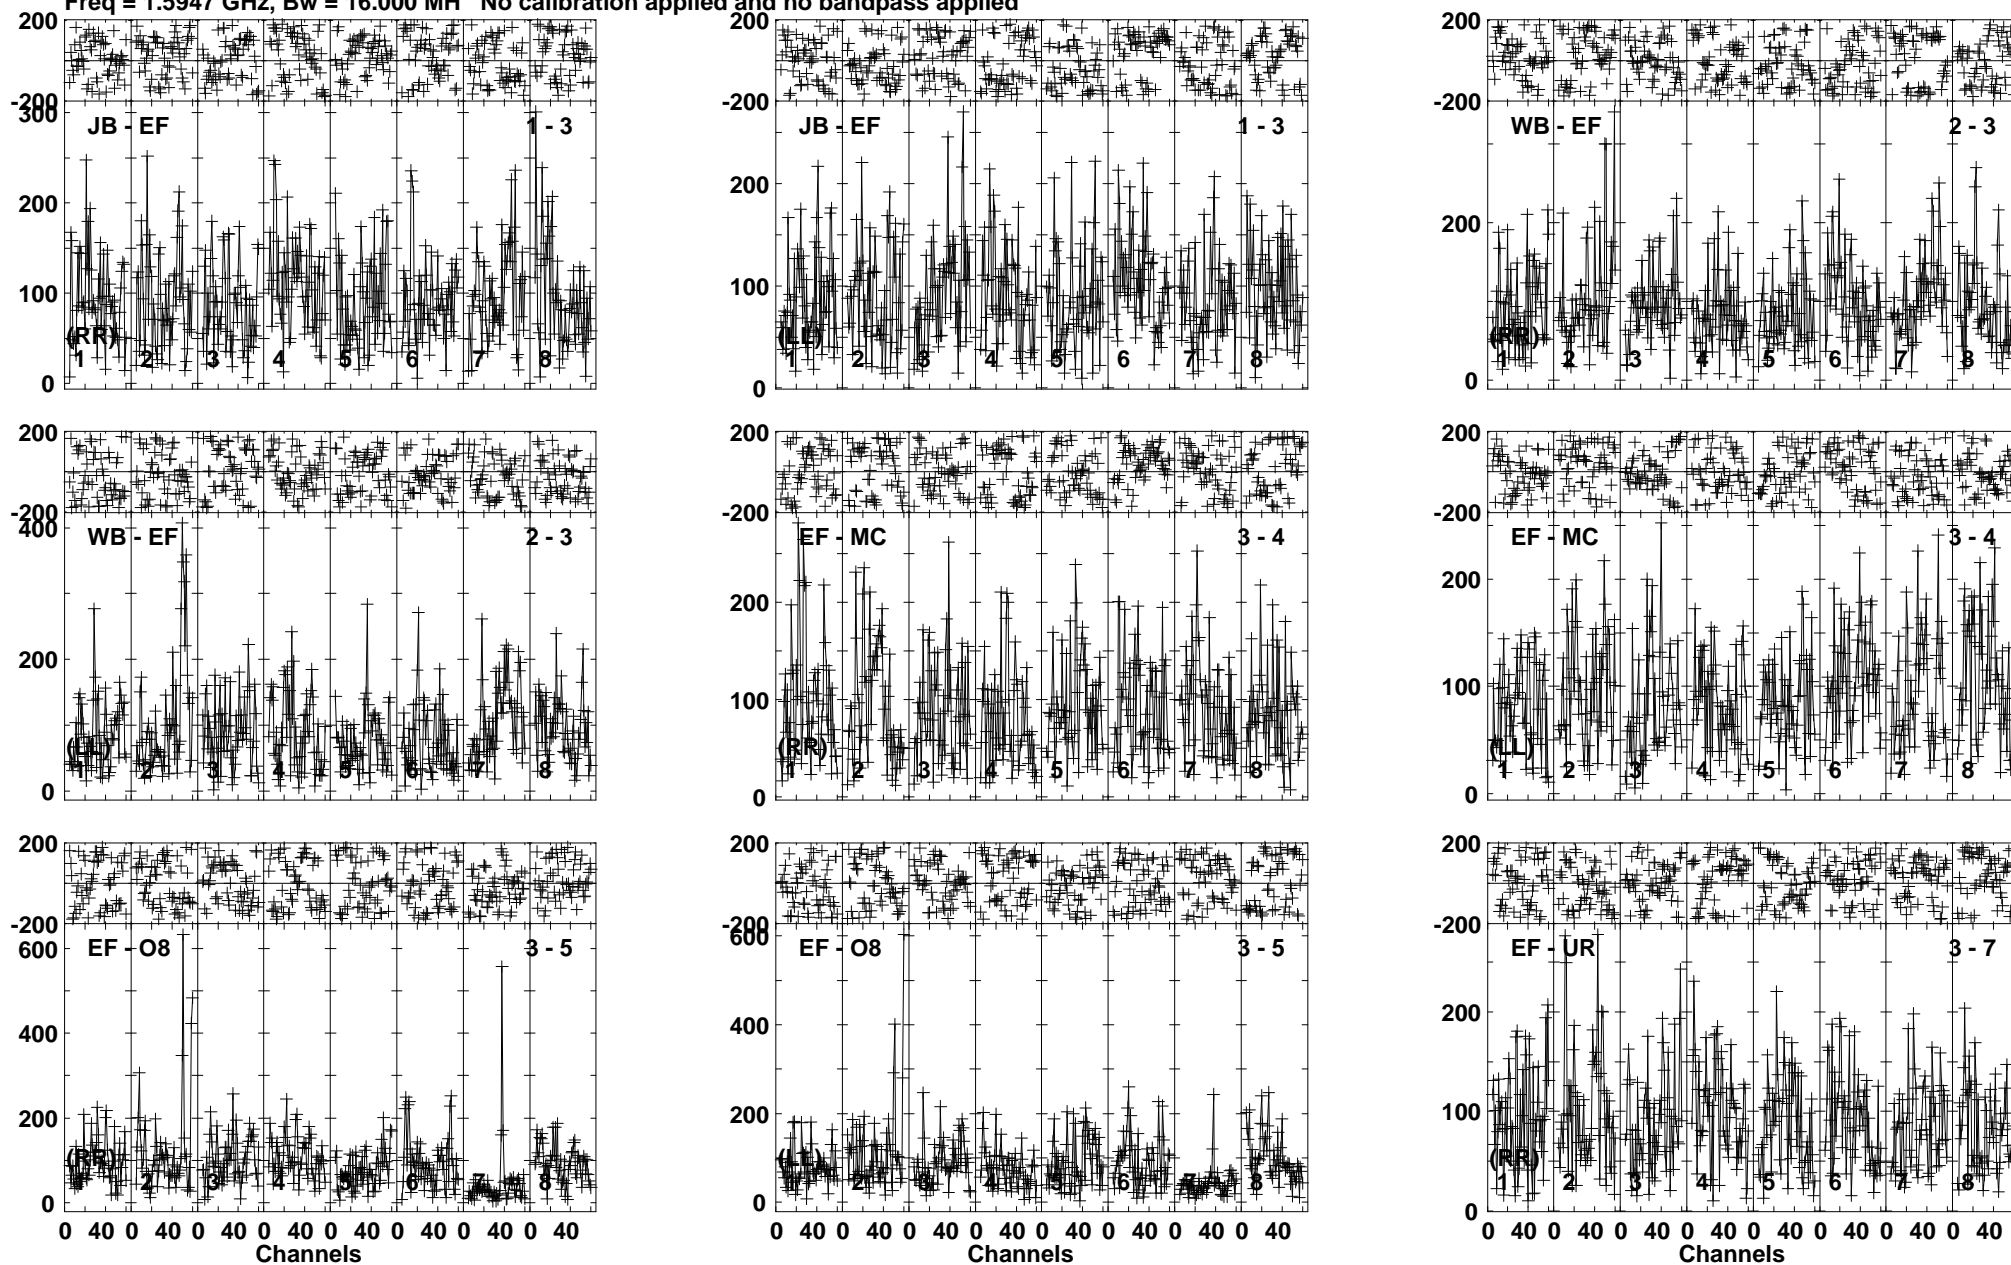 Freq = 1.5947 GHz, Bw = 16.000 MH No calibration applied and no bandpass applied
200 200 200
-200 -200 -200
300
JB - EF 1 - 3 JB - EF 1 - 3 WB - EF 2 - 3
200 200 200
100 100
(RR) (LL) (RR)
1 2 3 4 5 6 7 8 1 2 3 4 5 6 7 8 1 2 3 4 5 6 7 8
0 0 0
200 200 200
-200 -200 -200
400
WB - EF 2 - 3 EF - MC 3 - 4 EF - MC 3 - 4
200 200 200
100 100
(LL) (RR) (LL)
1 2 3 4 5 6 7 8 1 2 3 4 5 6 7 8 1 2 3 4 5 6 7 8
0 0 0
200 200 200
-200 -200 -200
600 600
EF - O8 3 - 5 EF - O8 3 - 5 EF - UR 3 - 7
400 400 200
200 200 100
(RR) (LL) (RR)
1 2 3 4 5 6 7 8 1 2 3 4 5 6 7 8 1 2 3 4 5 6 7 8
0 0 0
0 40 0 40 0 40 0 40 0 40 0 40 0 40 0 40 0 40 0 40 0 40 0 40 0 40 0 40 0 40 0 40 0 40 0 40 0 40 0 40 0 40 0 40 0 40 0 40
Channels Channels Channels